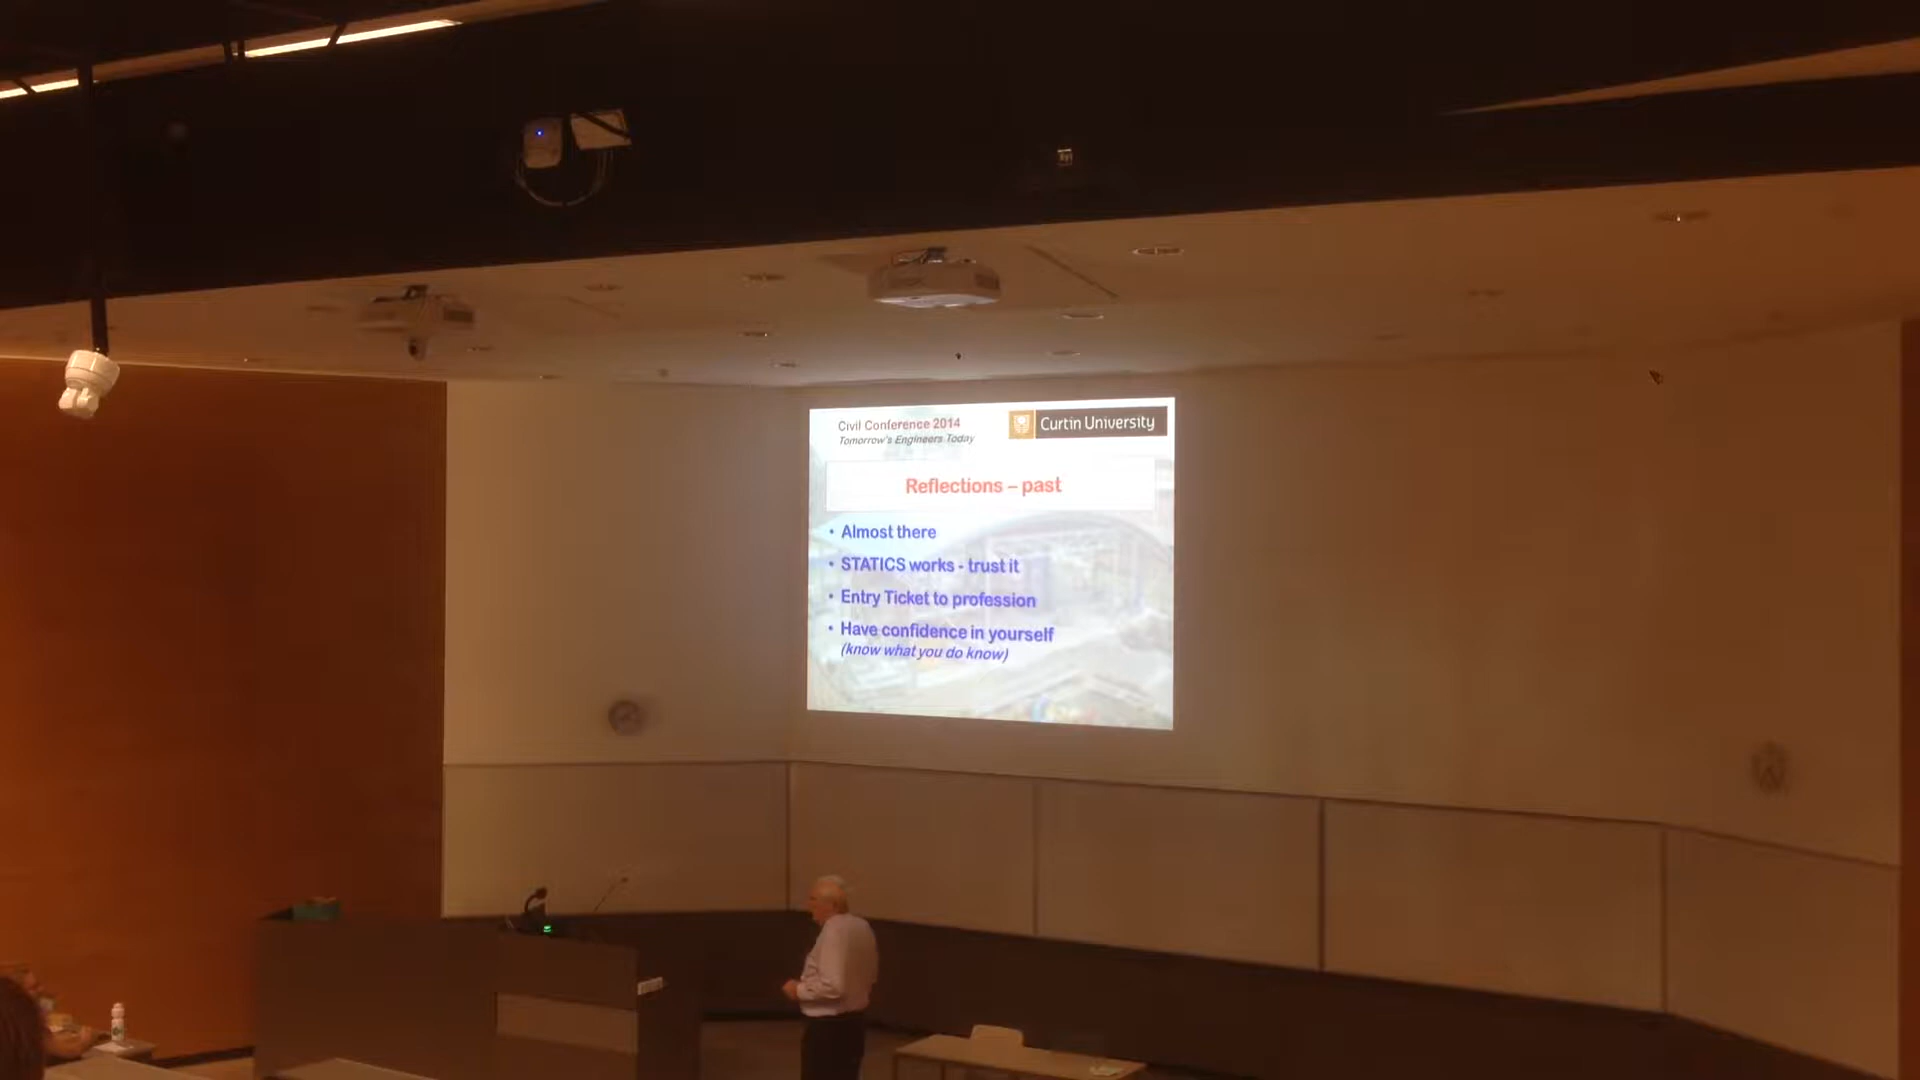 Civil Conference 2014
Tomorrow's Engineers Today
Curtin University
Reflections – past
• Almost there
• STATICS works - trust it
• Entry Ticket to profession
• Have confidence in yourself
(know what you do know)